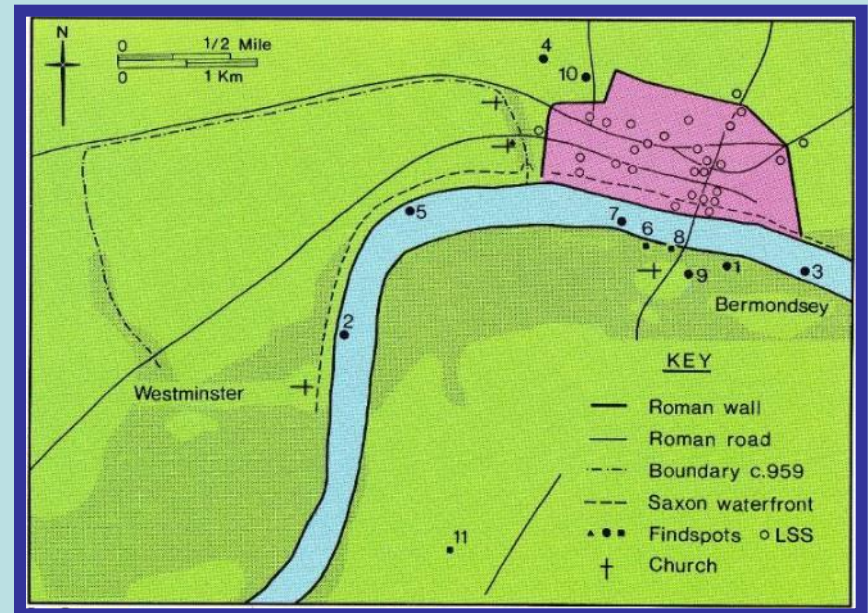 N
0 1/2 Mile
0 1 Km
4
10
5
7
6
8
9
1
3
Bermondsey
2
Westminster
11
KEY
Roman wall
Roman road
Boundary c.959
Saxon waterfront
Findspots LSS
Church